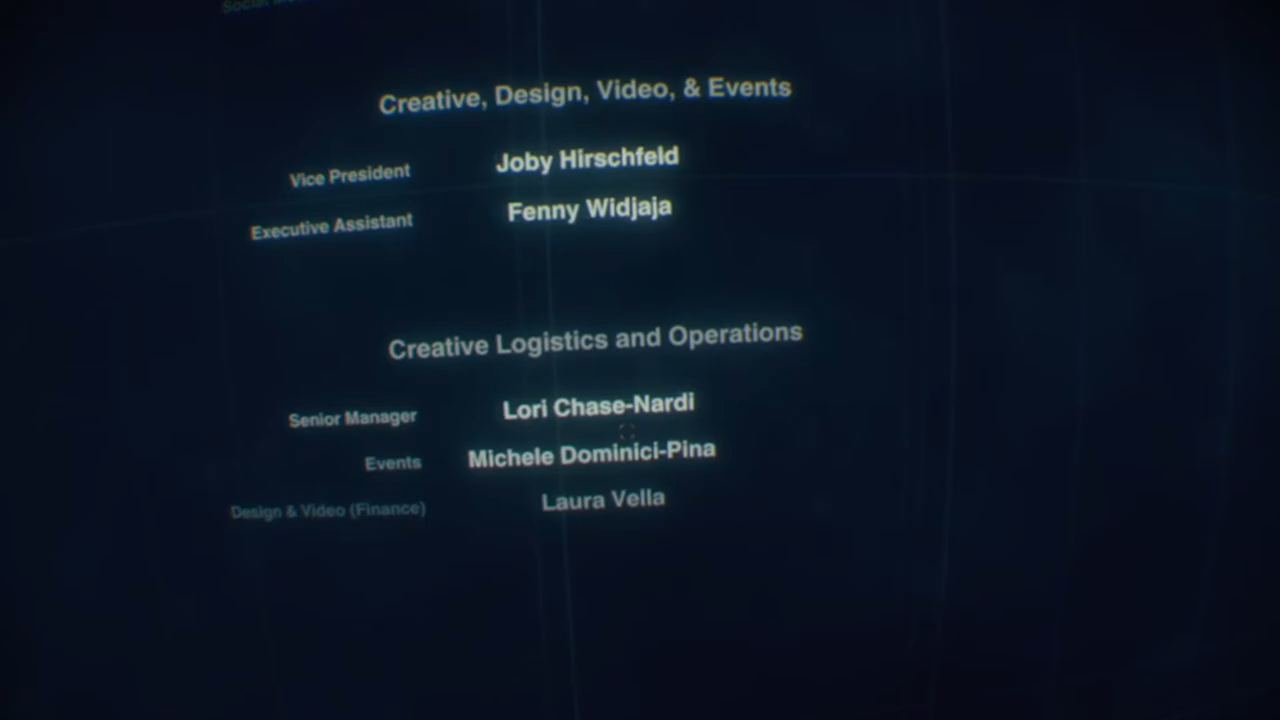 Social
Creative, Design, Video, & Events
Vice President Joby Hirschfeld
Executive Assistant Fenny Widjaja
Creative Logistics and Operations
Senior Manager Lori Chase-Nardi
Events Michele Dominici-Pina
Design & Video (Finance) Laura Vella